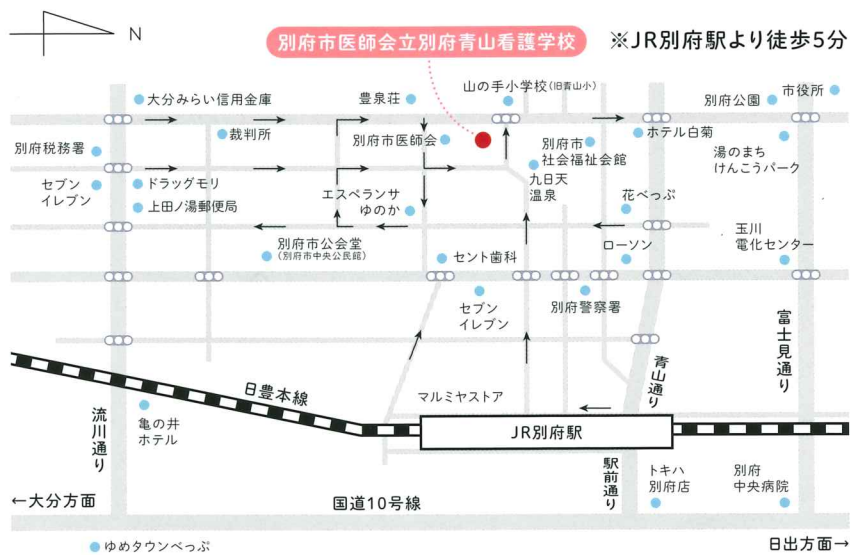 N
別府市医師会立別府青山看護学校
※JR別府駅より徒歩5分
大分みらい信用金庫
豊泉荘
山の手小学校(旧青山小)
別府公園
市役所
裁判所
別府市医師会
別府市
社会福祉会館
ホテル白菊
別府税務署
湯のまち
けんこうパーク
セブン
イレブン
ドラッグモリ
上田ノ湯郵便局
エスペランサ
ゆのか
九日天
温泉
花べっぷ
別府市公会堂
(別府市中央公民館)
セント歯科
ローソン
玉川
電化センター
セブン
イレブン
別府警察署
富士見通り
青山通り
日豊本線
マルミヤストア
流川通り
亀の井
ホテル
JR別府駅
駅前通り
トキハ
別府店
別府
中央病院
←大分方面
国道10号線
ゆめタウンべっぷ
日出方面→